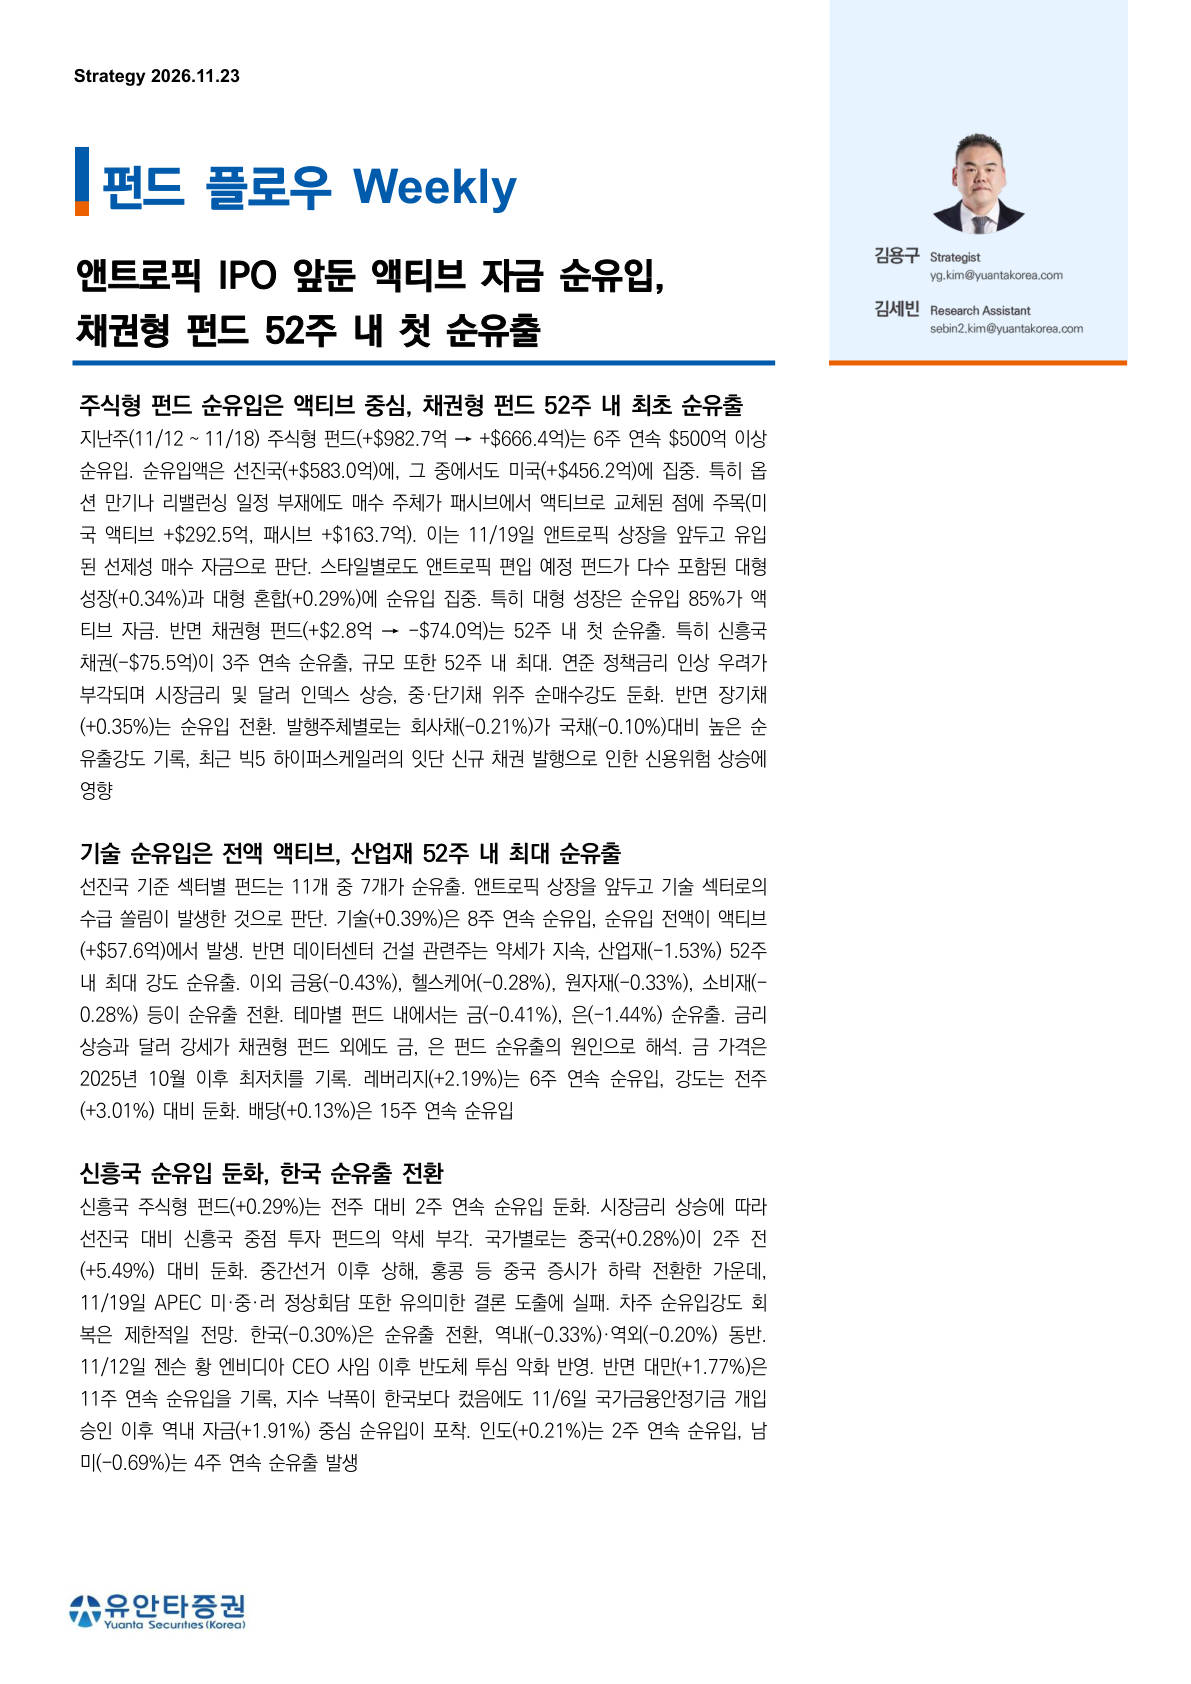 Strategy 2026.11.23
펀드 플로우 Weekly
앤트로픽 IPO 앞둔 액티브 자금 순유입,
채권형 펀드 52주 내 첫 순유출
김용구 Strategist
yg.kim@yuantakorea.com
김세빈 Research Assistant
sebin2.kim@yuantakorea.com
주식형 펀드 순유입은 액티브 중심, 채권형 펀드 52주 내 최초 순유출
지난주(11/12 ~ 11/18) 주식형 펀드(+$982.7억 → +$666.4억)는 6주 연속 $500억 이상
순유입. 순유입액은 선진국(+$583.0억)에, 그 중에서도 미국(+$456.2억)에 집중. 특히 옵
션 만기나 리밸런싱 일정 부재에도 매수 주체가 패시브에서 액티브로 교체된 점에 주목(미
국 액티브 +$292.5억, 패시브 +$163.7억). 이는 11/19일 앤트로픽 상장을 앞두고 유입
된 선제성 매수 자금으로 판단. 스타일별로도 앤트로픽 편입 예정 펀드가 다수 포함된 대형
성장(+0.34%)과 대형 혼합(+0.29%)에 순유입 집중. 특히 대형 성장은 순유입 85%가 액
티브 자금. 반면 채권형 펀드(+$2.8억 → -$74.0억)는 52주 내 첫 순유출. 특히 신흥국
채권(-$75.5억)이 3주 연속 순유출, 규모 또한 52주 내 최대. 연준 정책금리 인상 우려가
부각되며 시장금리 및 달러 인덱스 상승, 중·단기채 위주 순매수강도 둔화. 반면 장기채
(+0.35%)는 순유입 전환. 발행주체별로는 회사채(-0.21%)가 국채(-0.10%)대비 높은 순
유출강도 기록, 최근 빅5 하이퍼스케일러의 잇단 신규 채권 발행으로 인한 신용위험 상승에
영향
기술 순유입은 전액 액티브, 산업재 52주 내 최대 순유출
선진국 기준 섹터별 펀드는 11개 중 7개가 순유출. 앤트로픽 상장을 앞두고 기술 섹터로의
수급 쏠림이 발생한 것으로 판단. 기술(+0.39%)은 8주 연속 순유입, 순유입 전액이 액티브
(+$57.6억)에서 발생. 반면 데이터센터 건설 관련주는 약세가 지속, 산업재(-1.53%) 52주
내 최대 강도 순유출. 이외 금융(-0.43%), 헬스케어(-0.28%), 원자재(-0.33%), 소비재(-
0.28%) 등이 순유출 전환. 테마별 펀드 내에서는 금(-0.41%), 은(-1.44%) 순유출. 금리
상승과 달러 강세가 채권형 펀드 외에도 금, 은 펀드 순유출의 원인으로 해석. 금 가격은
2025년 10월 이후 최저치를 기록. 레버리지(+2.19%)는 6주 연속 순유입, 강도는 전주
(+3.01%) 대비 둔화. 배당(+0.13%)은 15주 연속 순유입
신흥국 순유입 둔화, 한국 순유출 전환
신흥국 주식형 펀드(+0.29%)는 전주 대비 2주 연속 순유입 둔화. 시장금리 상승에 따라
선진국 대비 신흥국 중점 투자 펀드의 약세 부각. 국가별로는 중국(+0.28%)이 2주 전
(+5.49%) 대비 둔화. 중간선거 이후 상해, 홍콩 등 중국 증시가 하락 전환한 가운데,
11/19일 APEC 미·중·러 정상회담 또한 유의미한 결론 도출에 실패. 차주 순유입강도 회
복은 제한적일 전망. 한국(-0.30%)은 순유출 전환, 역내(-0.33%)·역외(-0.20%) 동반.
11/12일 젠슨 황 엔비디아 CEO 사임 이후 반도체 투심 악화 반영. 반면 대만(+1.77%)은
11주 연속 순유입을 기록, 지수 낙폭이 한국보다 컸음에도 11/6일 국가금융안정기금 개입
승인 이후 역내 자금(+1.91%) 중심 순유입이 포착. 인도(+0.21%)는 2주 연속 순유입, 남
미(-0.69%)는 4주 연속 순유출 발생
유안타증권
Yuanta Securities (Korea)